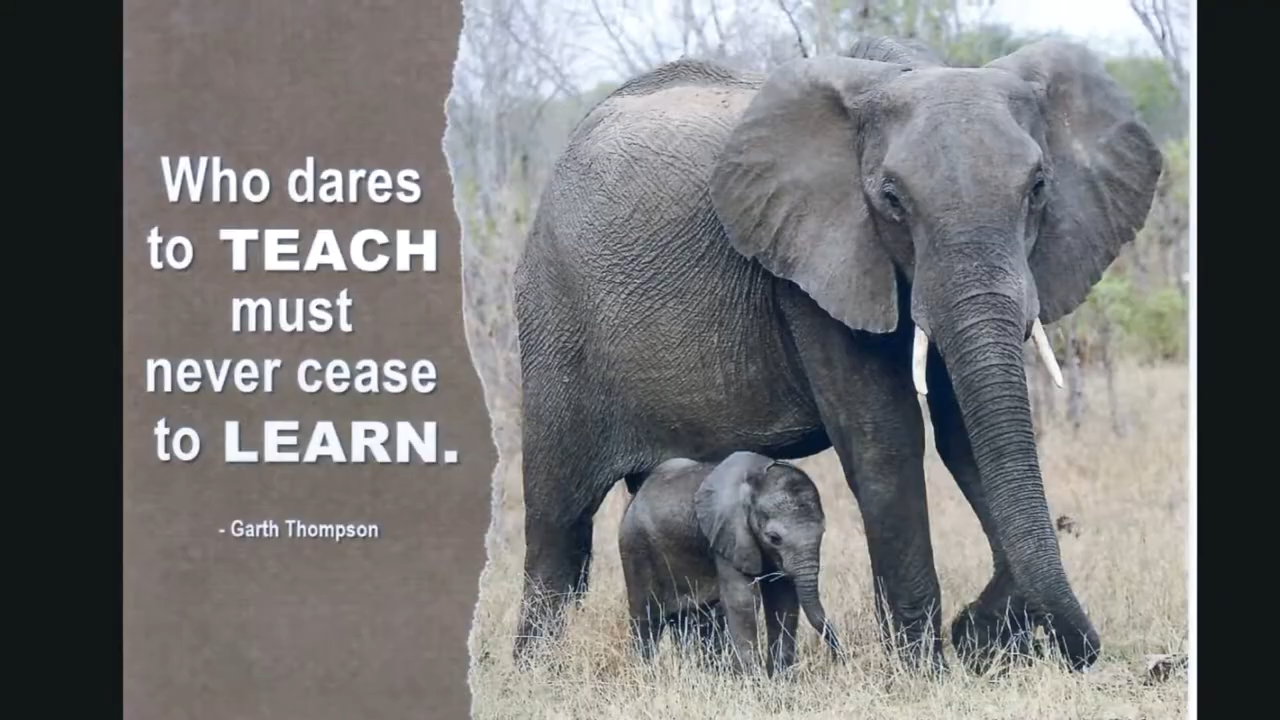 Who dares
to TEACH
must
never cease
to LEARN.
- Garth Thompson